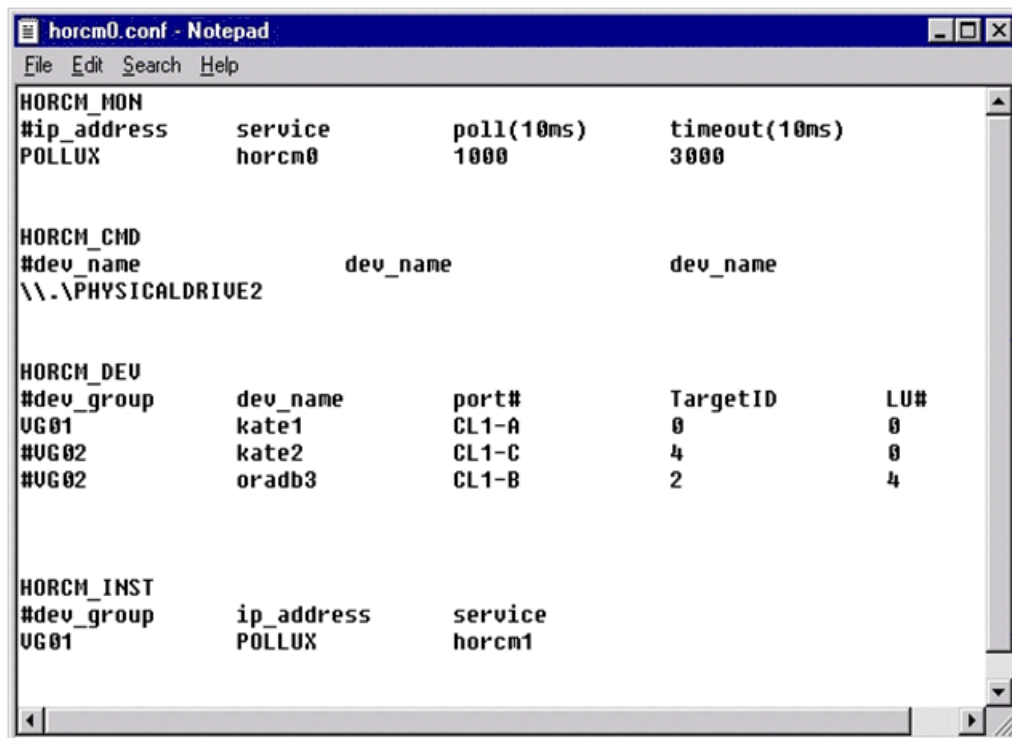 horcm0.conf - Notepad
File Edit Search Help
HORCM_MON
#ip_address service poll(10ms) timeout(10ms)
POLLUX horcm0 1000 3000
HORCM_CMD
#dev_name dev_name dev_name
\\.\PHYSICALDRIVE2
HORCM_DEV
#dev_group dev_name port# TargetID LU#
VG01 kate1 CL1-A 0 0
#VG02 kate2 CL1-C 4 0
#VG02 oradb3 CL1-B 2 4
HORCM_INST
#dev_group ip_address service
VG01 POLLUX horcm1